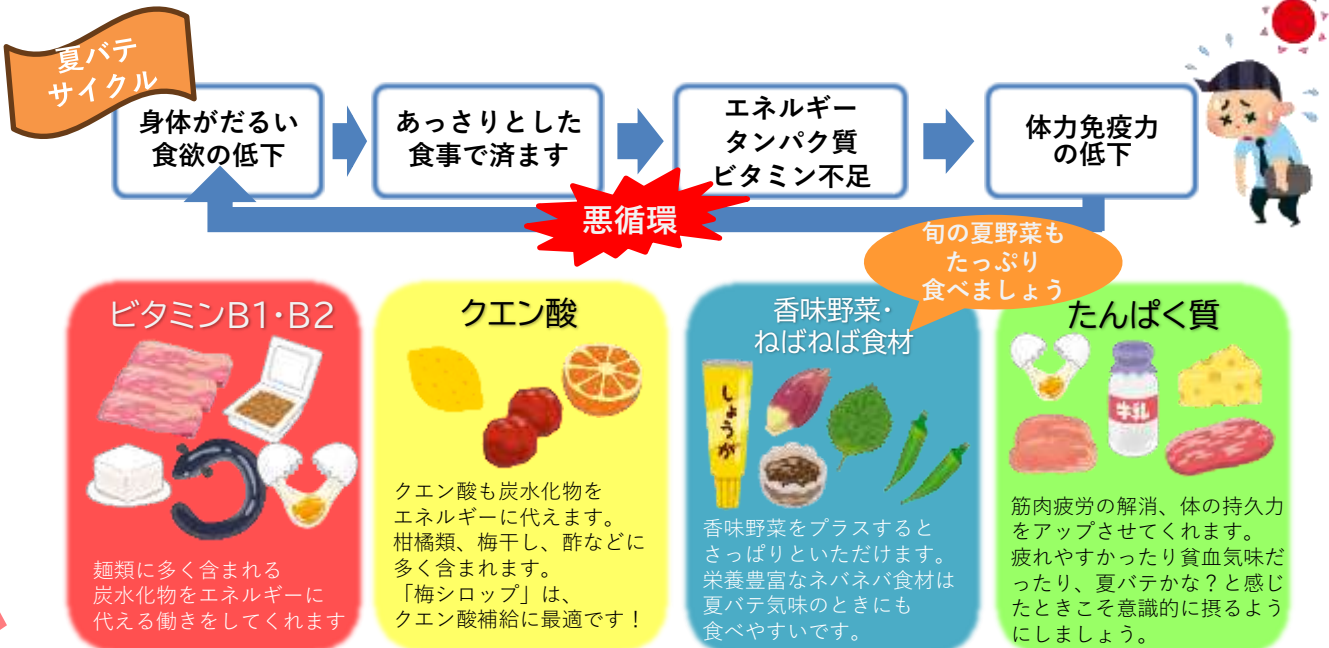 夏バテ
サイクル
身体がだるい
食欲の低下
あっさりとした
食事で済ます
エネルギー
タンパク質
ビタミン不足
体力免疫力
の低下
悪循環
旬の夏野菜も
たっぷり
食べましょう
ビタミンB1・B2
麺類に多く含まれる
炭水化物をエネルギーに
代える働きをしてくれます
クエン酸
クエン酸も炭水化物を
エネルギーに代えます。
柑橘類、梅干し、酢などに
多く含まれます。
「梅シロップ」は、
クエン酸補給に最適です！
香味野菜・
ねばねば食材
しょうが
香味野菜をプラスすると
さっぱりといただけます。
栄養豊富なネバネバ食材は
夏バテ気味のときにも
食べやすいです。
たんぱく質
牛乳
筋肉疲労の解消、体の持久力
をアップさせてくれます。
疲れやすかったり貧血気味だ
ったり、夏バテかな？と感じ
たときこそ意識的に摂るよう
にしましょう。